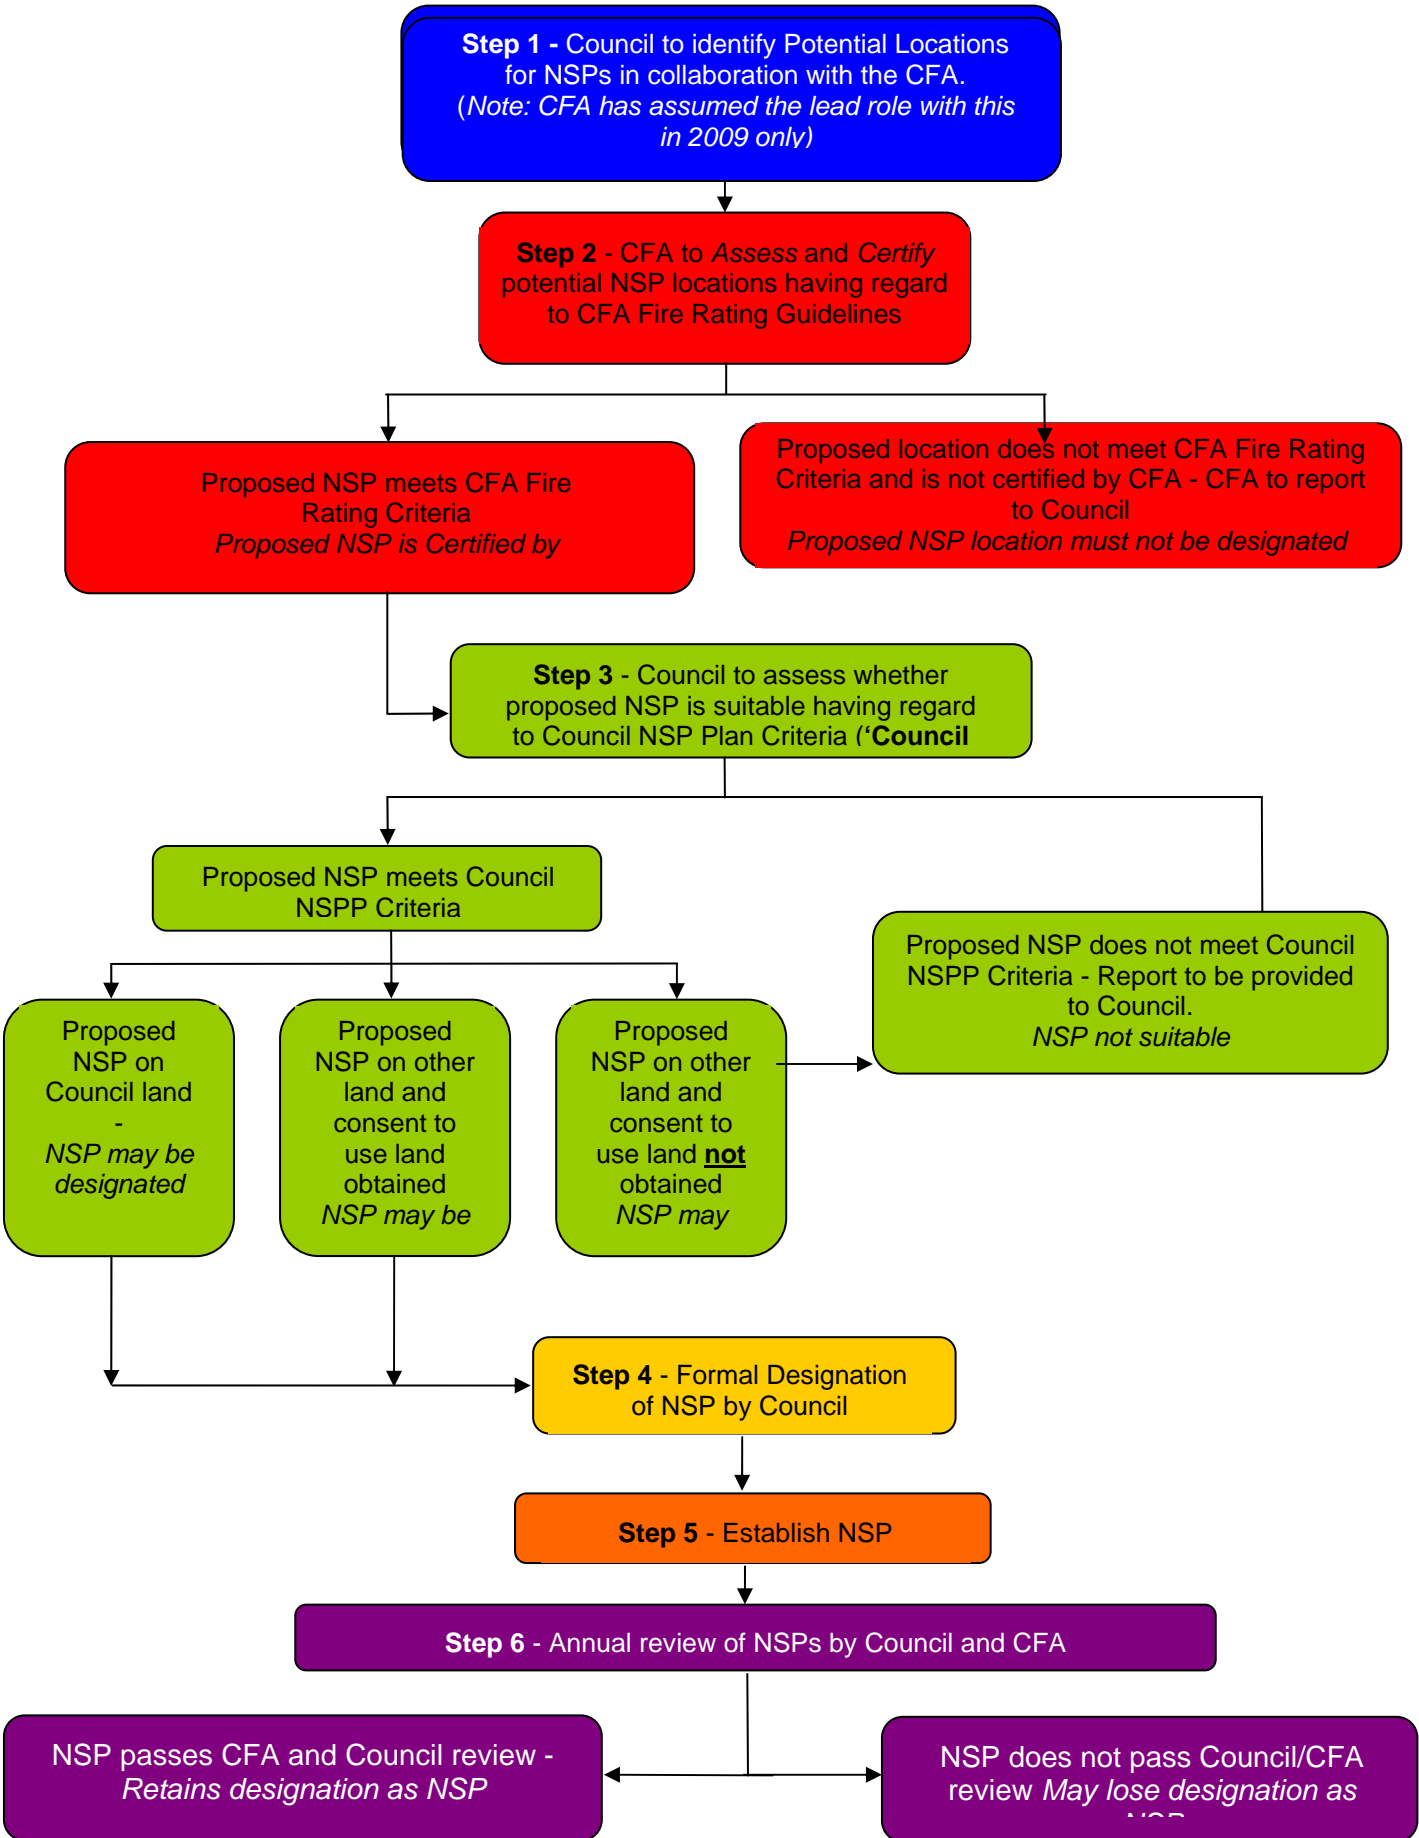 Step 1 - Council to identify Potential Locations
for NSPs in collaboration with the CFA.
(Note: CFA has assumed the lead role with this
in 2009 only)
Step 2 - CFA to Assess and Certify
potential NSP locations having regard
to CFA Fire Rating Guidelines
Proposed NSP meets CFA Fire
Rating Criteria
Proposed NSP is Certified by
Proposed location does not meet CFA Fire Rating
Criteria and is not certified by CFA - CFA to report
to Council
Proposed NSP location must not be designated
Step 3 - Council to assess whether
proposed NSP is suitable having regard
to Council NSP Plan Criteria (‘Council
Proposed NSP meets Council
NSPP Criteria
Proposed NSP does not meet Council
NSPP Criteria - Report to be provided
to Council.
NSP not suitable
Proposed
NSP on
Council land
-
NSP may be
designated
Proposed
NSP on other
land and
consent to
use land
obtained
NSP may be
Proposed
NSP on other
land and
consent to
use land not
obtained
NSP may
Step 4 - Formal Designation
of NSP by Council
Step 5 - Establish NSP
Step 6 - Annual review of NSPs by Council and CFA
NSP passes CFA and Council review -
Retains designation as NSP
NSP does not pass Council/CFA
review May lose designation as